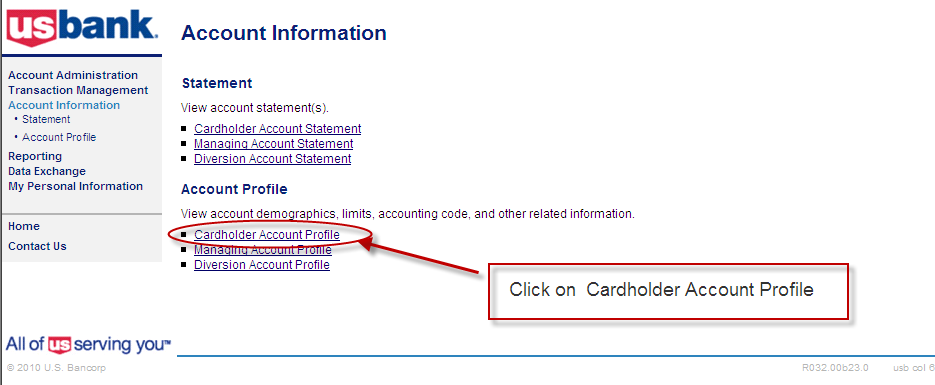 usbank.
Account Information
Account Administration
Transaction Management
Account Information
• Statement
• Account Profile
Reporting
Data Exchange
My Personal Information
Home
Contact Us
Statement
View account statement(s).
Cardholder Account Statement
Managing Account Statement
Diversion Account Statement
Account Profile
View account demographics, limits, accounting code, and other related information.
Cardholder Account Profile
Managing Account Profile
Diversion Account Profile
Click on Cardholder Account Profile
All of us serving you™
© 2010 U.S. Bancorp
R032.00b23.0 usb col 6